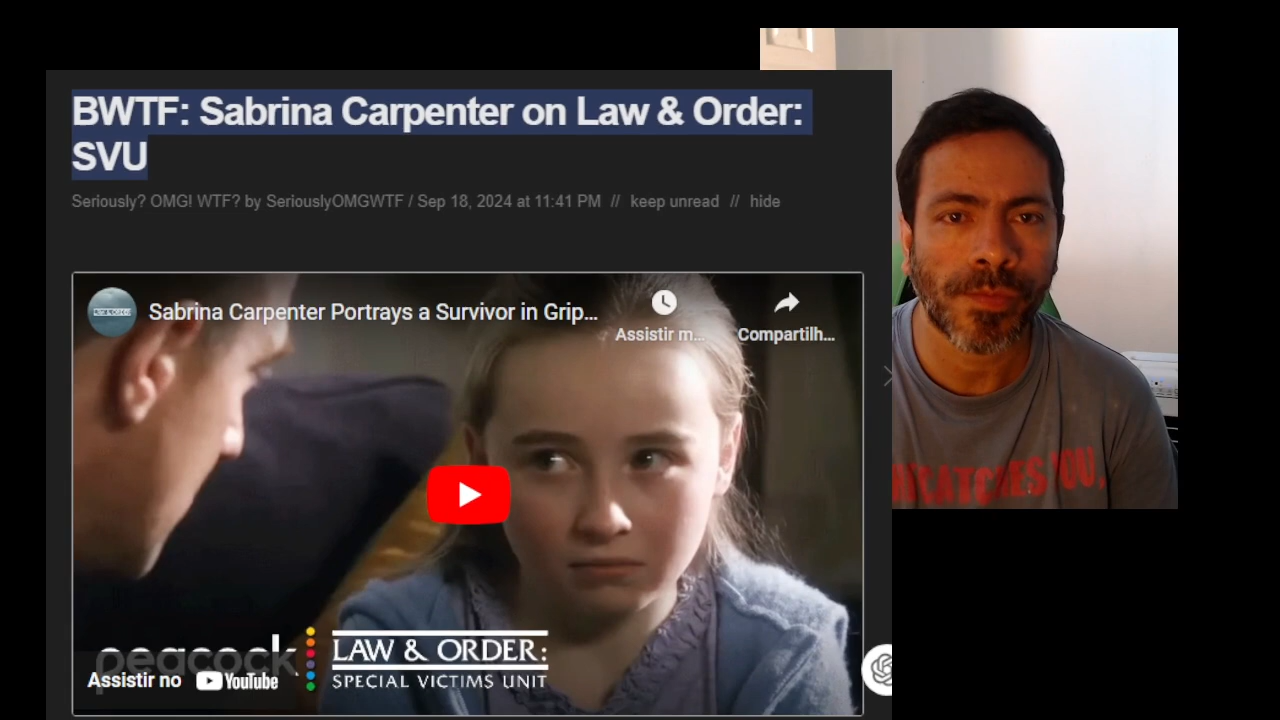 BWTF: Sabrina Carpenter on Law & Order:
SVU
Seriously? OMG! WTF? by SeriouslyOMGWTF / Sep 18, 2024 at 11:41 PM // keep unread // hide
Sabrina Carpenter Portrays a Survivor in Grip...
Assistir m...
Compartilh...
CATCHES YOU,
peacock
LAW & ORDER:
SPECIAL VICTIMS UNIT
Assistir no YouTube